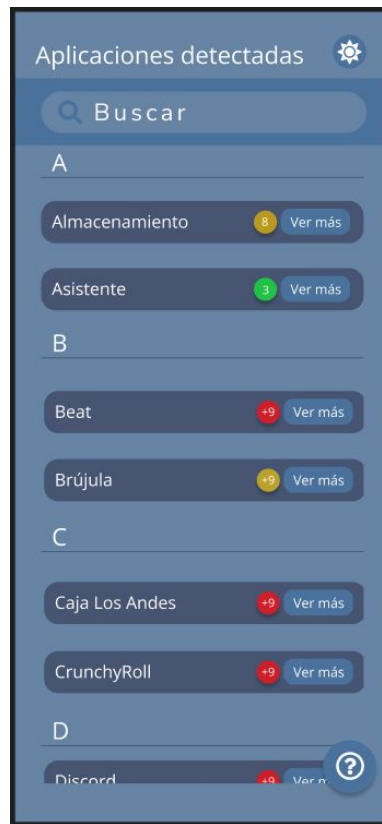 Aplicaciones detectadas
Buscar
A
Almacenamiento 8 Ver más
Asistente 3 Ver más
B
Beat +9 Ver más
Brújula +9 Ver más
C
Caja Los Andes +9 Ver más
CrunchyRoll +9 Ver más
D
Discord +9 Ver
?